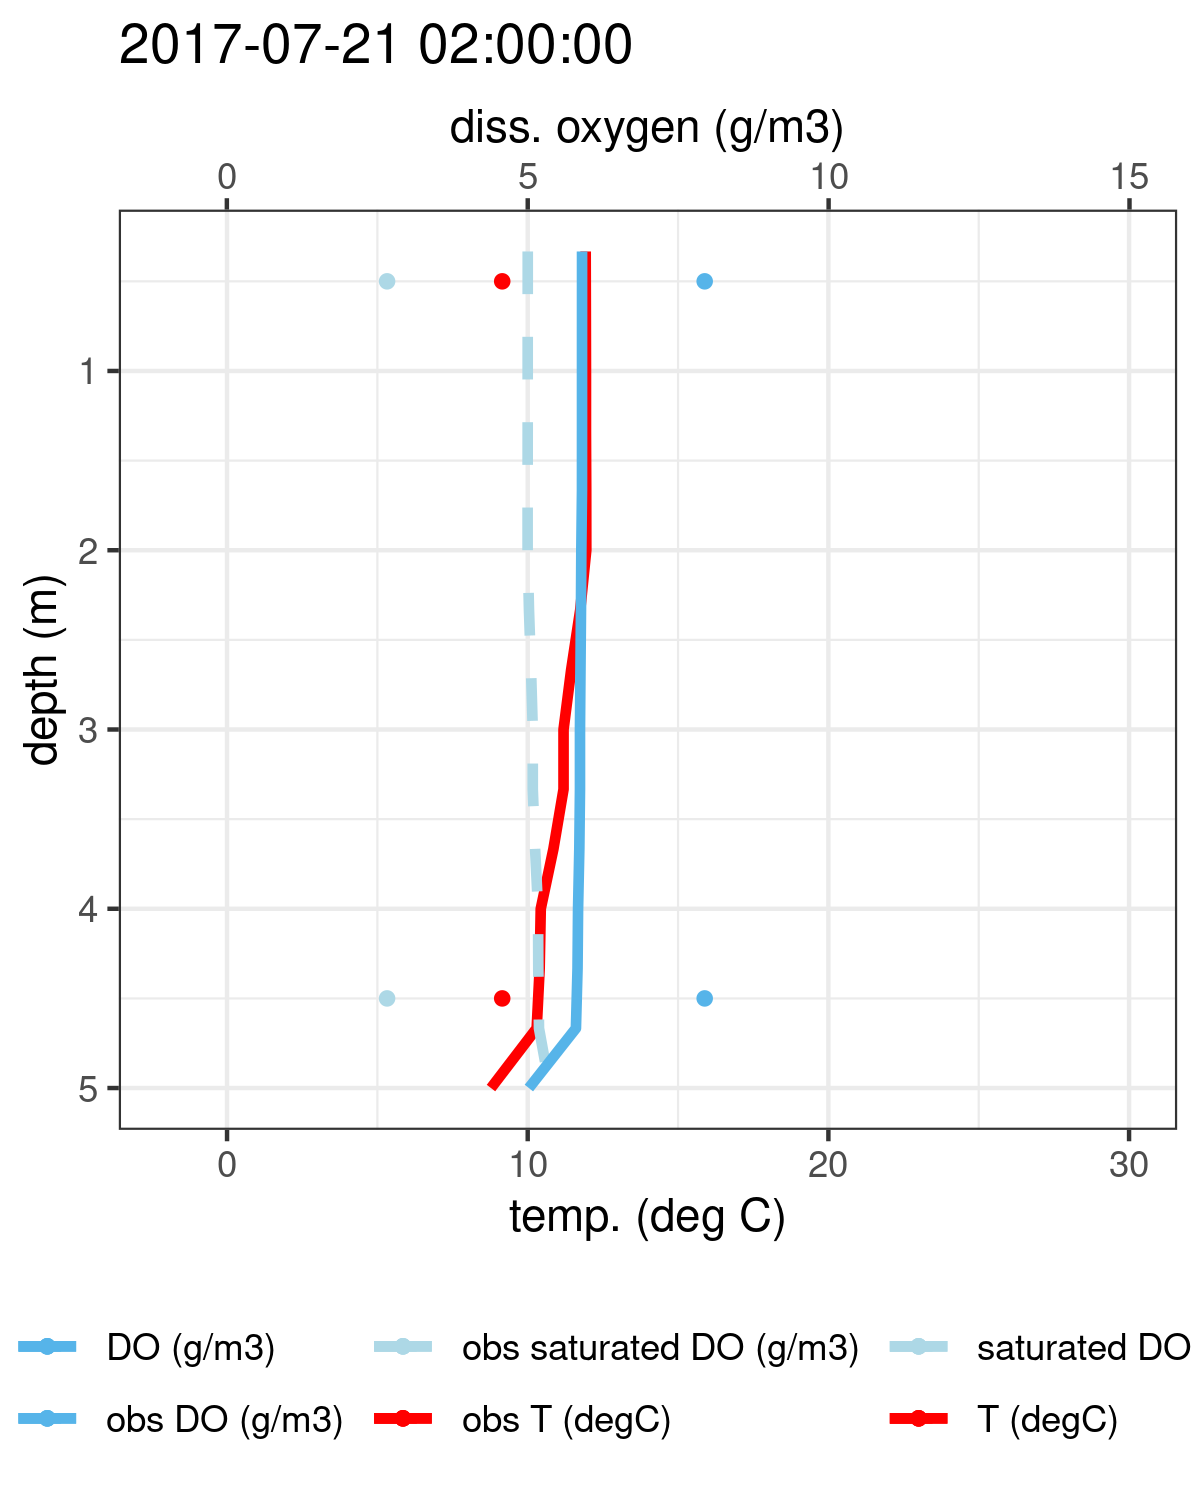 2017-07-21 02:00:00
diss. oxygen (g/m3)
0 5 10 15
depth (m)
1
2
3
4
5
0 10 20 30
temp. (deg C)
DO (g/m3) obs saturated DO (g/m3) saturated DO
obs DO (g/m3) obs T (degC) T (degC)